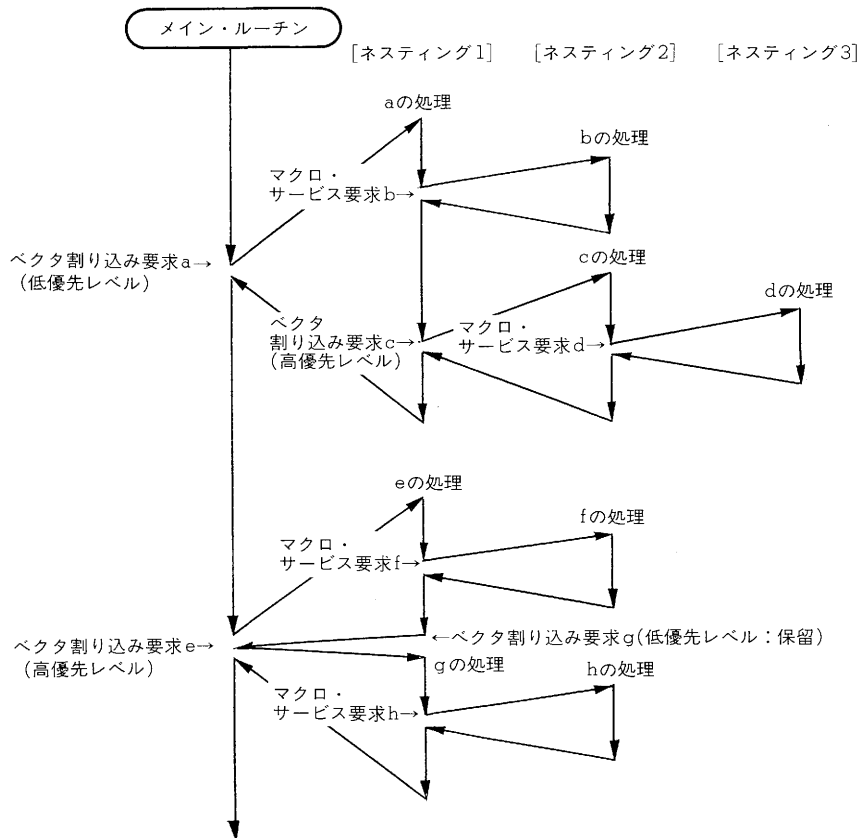 メイン・ルーチン
[ネスティング1] [ネスティング2] [ネスティング3]
aの処理
bの処理
マクロ・
サービス要求b→
ベクタ割り込み要求a→
(低優先レベル)
cの処理
dの処理
ベクタ
割り込み要求c→
(高優先レベル)
マクロ・
サービス要求d→
eの処理
fの処理
マクロ・
サービス要求f→
ベクタ割り込み要求e→
(高優先レベル)
←ベクタ割り込み要求g(低優先レベル：保留)
gの処理
hの処理
マクロ・
サービス要求h→